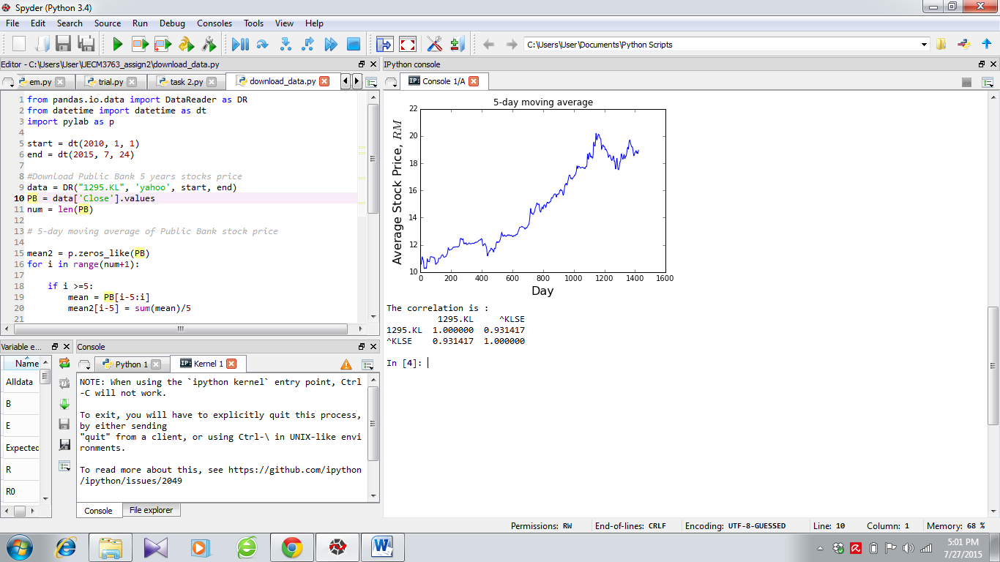 Spyder (Python 3.4)
File Edit Search Source Run Debug Consoles Tools View Help
C:\Users\User\Documents\Python Scripts
Editor - C:\Users\User\UECM3763_assign2\download_data.py
em.py trial.py task 2.py download_data.py
1 from pandas.io.data import DataReader as DR
2 from datetime import datetime as dt
3 import pylab as p
4
5 start = dt(2010, 1, 1)
6 end = dt(2015, 7, 24)
7
8 #Download Public Bank 5 years stocks price
9 data = DR("1295.KL", 'yahoo', start, end)
10 PB = data['Close'].values
11 num = len(PB)
12
13 # 5-day moving average of Public Bank stock price
14
15 mean2 = p.zeros_like(PB)
16 for i in range(num+1):
17
18     if i >=5:
19         mean = PB[i-5:i]
20         mean2[i-5] = sum(mean)/5
21
Variable e...
Name
Alldata
B
E
Expected
R
R0
Console
Python 1 IP: Kernel 1
NOTE: When using the `ipython kernel` entry point, Ctrl
-C will not work.
To exit, you will have to explicitly quit this process,
by either sending
"quit" from a client, or using Ctrl-\ in UNIX-like envi
ronments.
To read more about this, see https://github.com/ipython
/ipython/issues/2049
Console File explorer
IPython console
IP: Console 1/A
5-day moving average
22
20
18
16
14
12
10
Average Stock Price, RM
0 200 400 600 800 1000 1200 1400 1600
Day
The correlation is :
1295.KL ^KLSE
1295.KL 1.000000 0.931417
^KLSE 0.931417 1.000000
In [4]:
Permissions: RW End-of-lines: CRLF Encoding: UTF-8-GUESSED Line: 10 Column: 1 Memory: 68 %
5:01 PM
7/27/2015